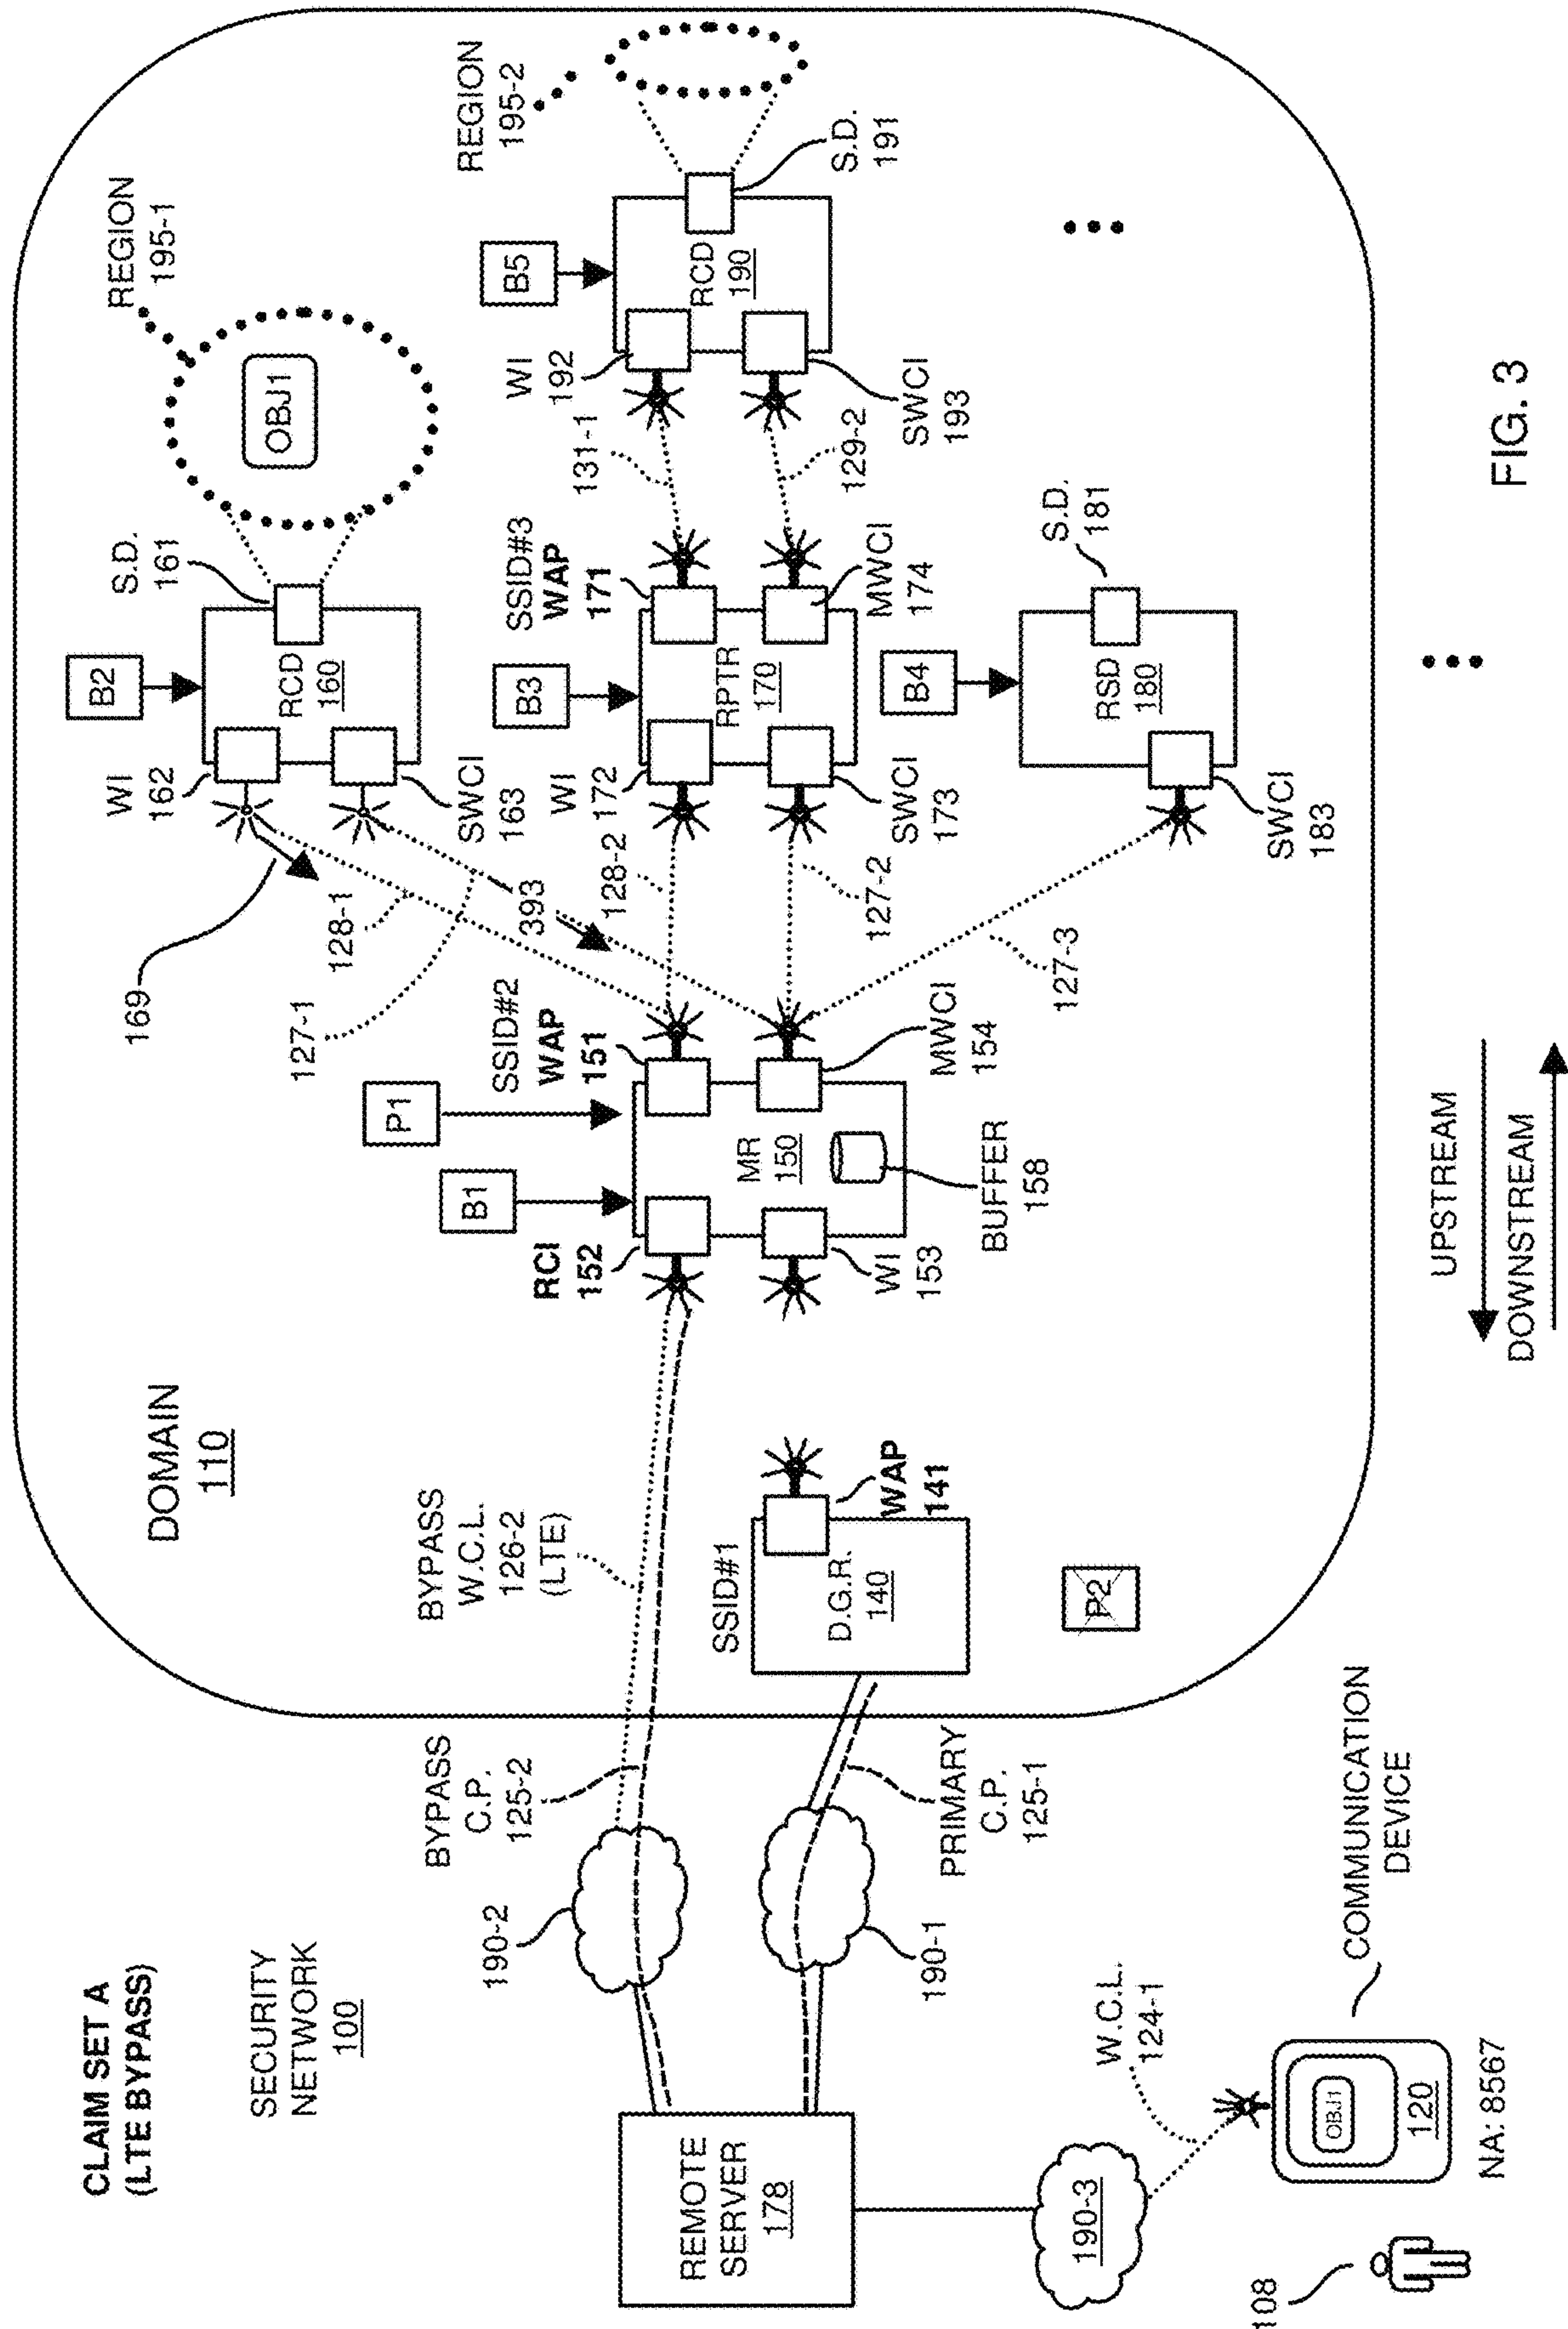 CLAIM SET A
(LTE BYPASS)
SECURITY
NETWORK
100
DOMAIN
110
REGION
195-1
OBJ1
REGION
195-2
S.D.
161
B2
RCD
160
WI
162
SWCI
163
169
128-1
127-1
393
B5
RCD
190
S.D.
191
WI
192
SWCI
193
131-1
129-2
SSID#3
WAP
171
B3
RPTR
170
MWCI
174
WI
172
SWCI
173
128-2
127-2
B4
RSD
180
S.D.
181
SWCI
183
127-3
P1
B1
SSID#2
WAP
151
RCI
152
MR
150
MWCI
154
WI
153
BUFFER
158
BYPASS
W.C.L.
126-2
(LTE)
SSID#1
D.G.R.
140
WAP
141
P2
BYPASS
C.P.
125-2
PRIMARY
C.P.
125-1
190-2
190-1
REMOTE
SERVER
178
190-3
W.C.L.
124-1
COMMUNICATION
DEVICE
OBJ1
120
NA: 8567
108
UPSTREAM
DOWNSTREAM
FIG. 3